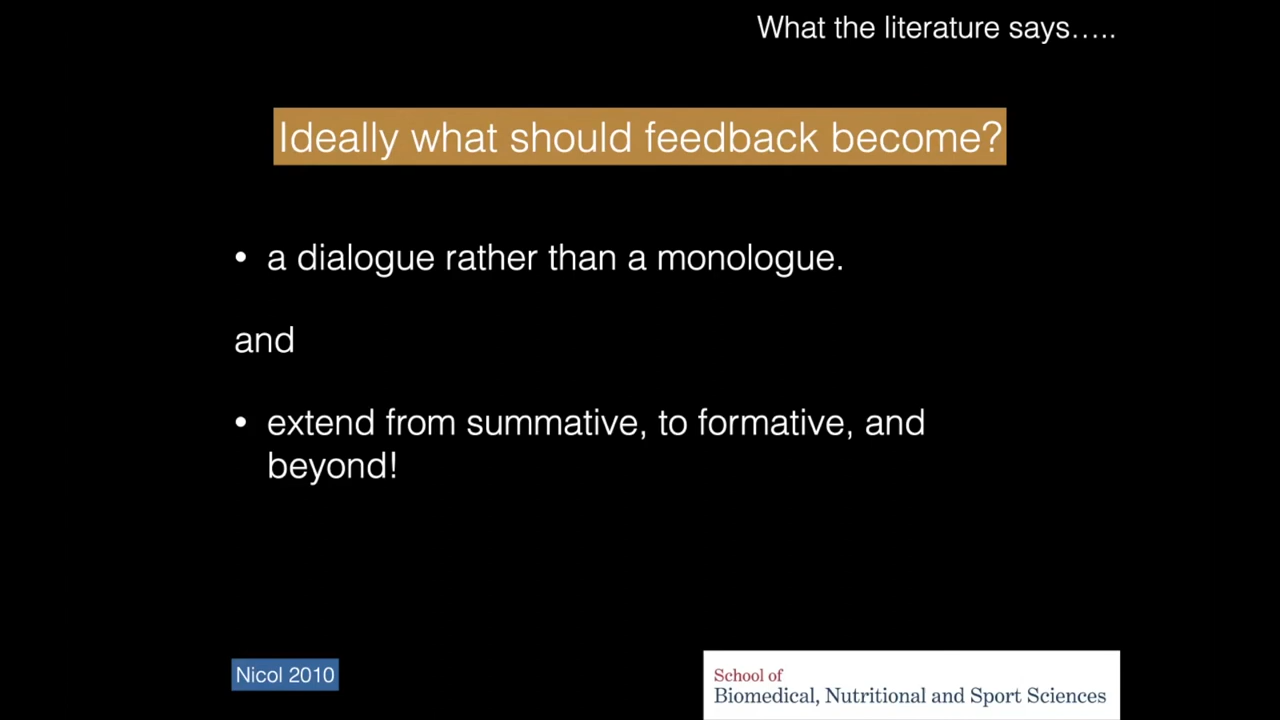 What the literature says.....
Ideally what should feedback become?
• a dialogue rather than a monologue.
and
• extend from summative, to formative, and
beyond!
Nicol 2010
School of
Biomedical, Nutritional and Sport Sciences